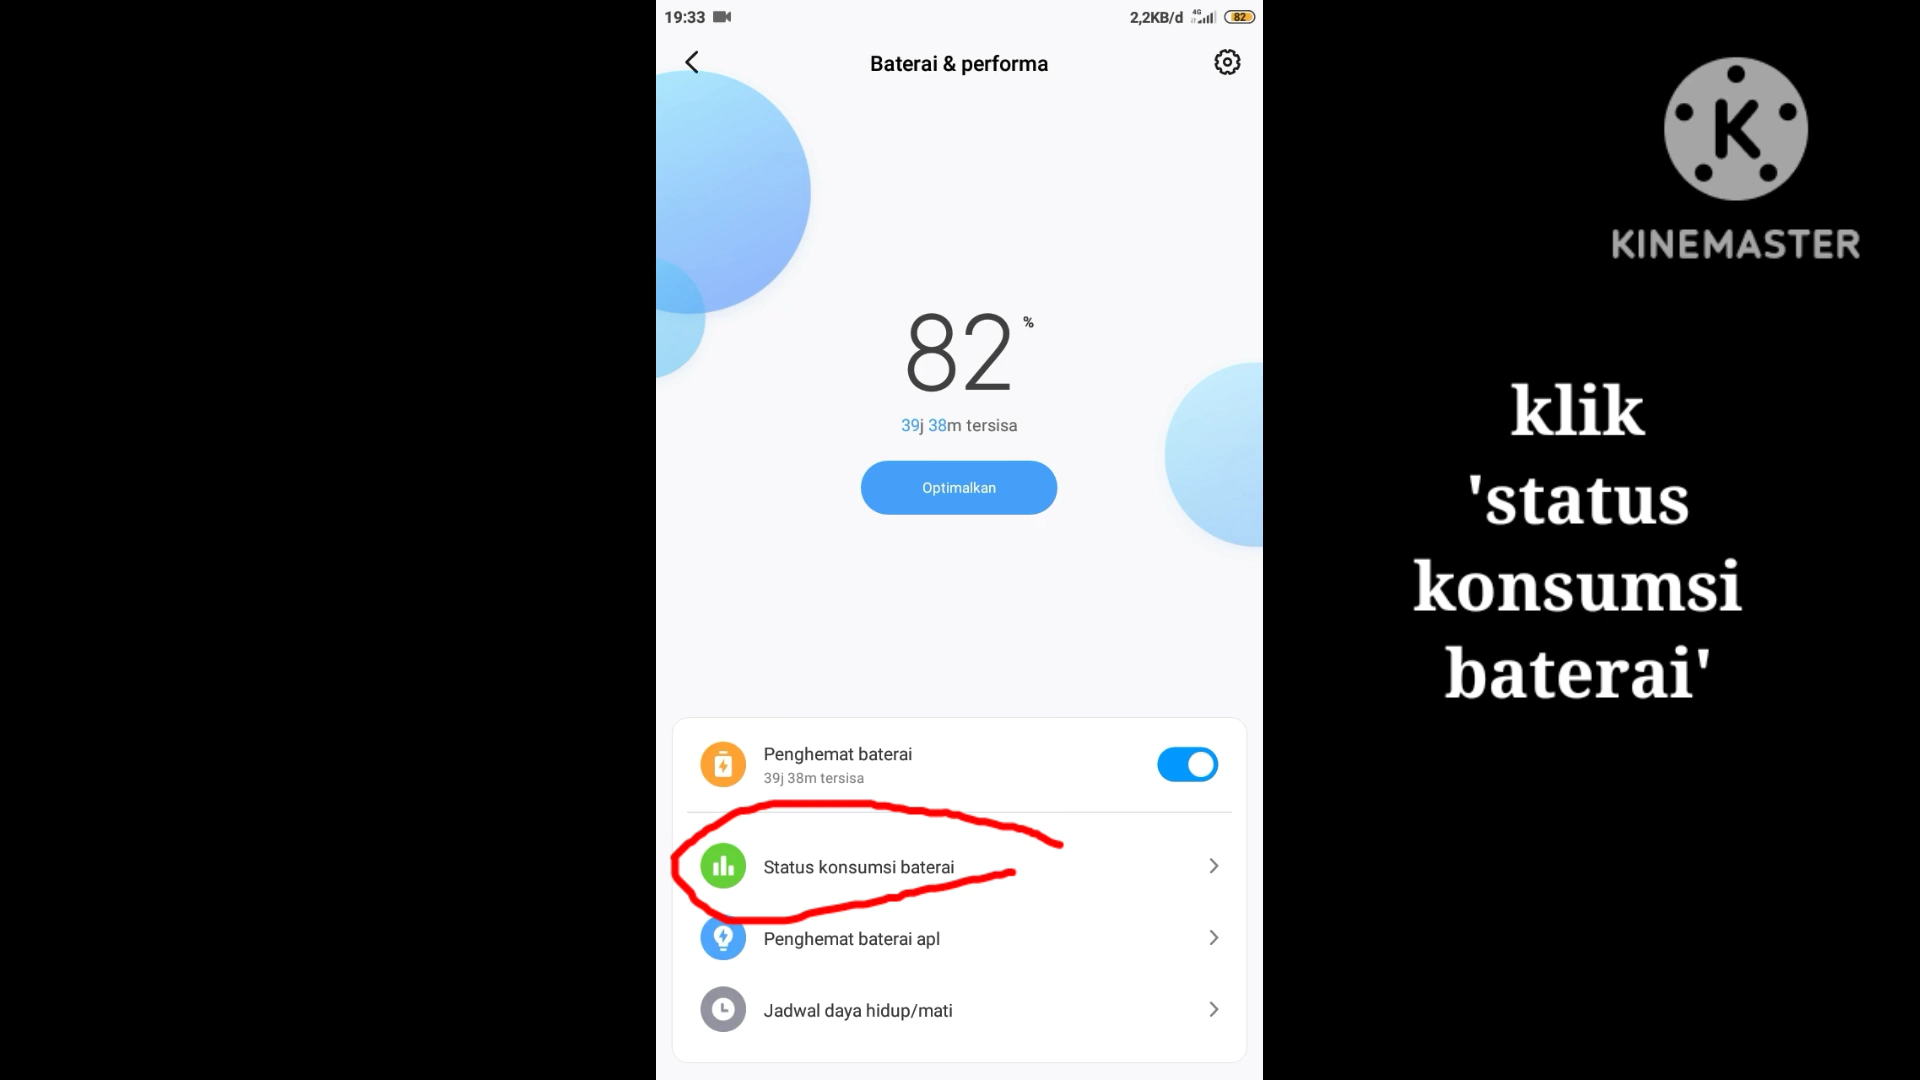 19:33
2,2KB/d 4G 82
Baterai & performa
82 %
39j 38m tersisa
Optimalkan
Penghemat baterai
39j 38m tersisa
Status konsumsi baterai
Penghemat baterai apl
Jadwal daya hidup/mati
K
KINEMASTER
klik
'status
konsumsi
baterai'